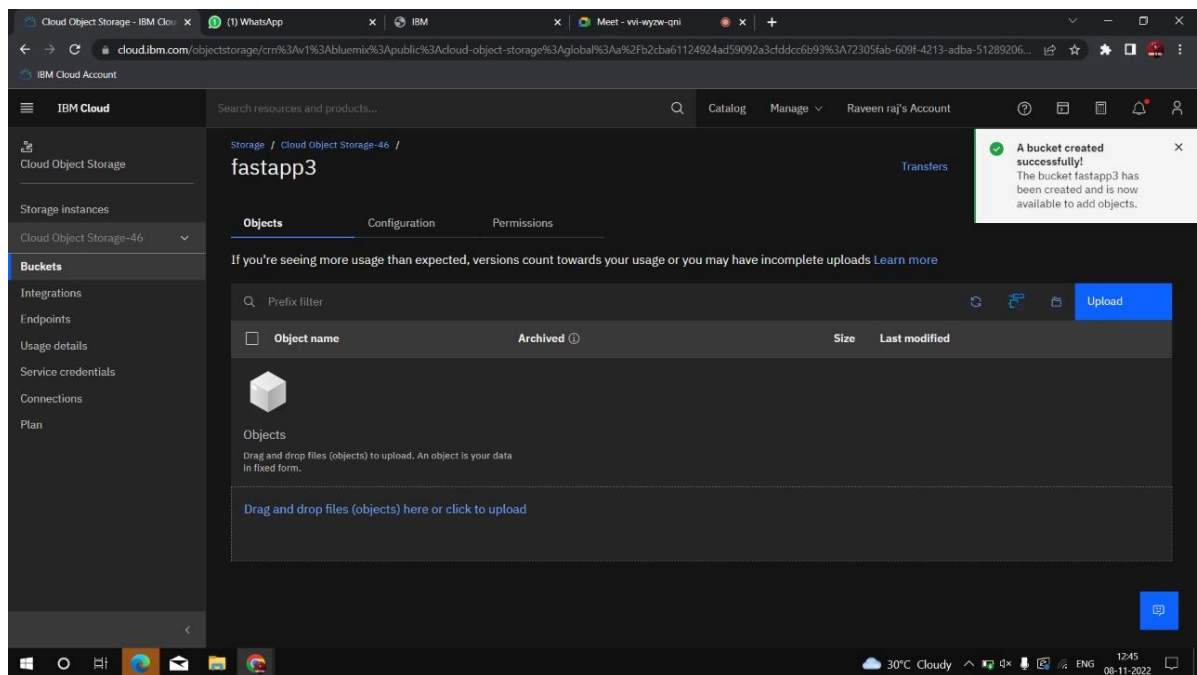 Cloud Object Storage - IBM Clou
(1) WhatsApp
IBM
Meet - vvi-wyzw-qni
cloud.ibm.com/objectstorage/crn%3Av1%3Abluemix%3Apublic%3Acloud-object-storage%3Aglobal%3Aa%2Fb2cba61124924ad59092a3cfddcc6b93%3A72305fab-609f-4213-adba-51289206...
IBM Cloud Account
IBM Cloud
Search resources and products...
Catalog
Manage
Raveen raj's Account
Cloud Object Storage
Storage instances
Cloud Object Storage-46
Buckets
Integrations
Endpoints
Usage details
Service credentials
Connections
Plan
Storage / Cloud Object Storage-46 /
fastapp3
Transfers
A bucket created
successfully!
The bucket fastapp3 has
been created and is now
available to add objects.
Objects
Configuration
Permissions
If you're seeing more usage than expected, versions count towards your usage or you may have incomplete uploads Learn more
Prefix filter
Upload
Object name
Archived
Size
Last modified
Objects
Drag and drop files (objects) to upload. An object is your data
in fixed form.
Drag and drop files (objects) here or click to upload
30°C Cloudy
ENG
12:45
08-11-2022